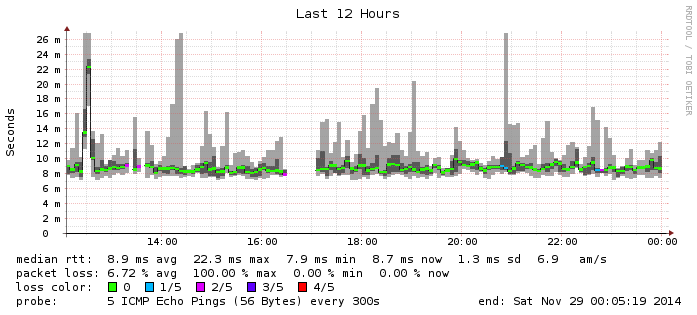 Last 12 Hours
RRDTOOL / TOBI OETIKER
Seconds
26 m
24 m
22 m
20 m
18 m
16 m
14 m
12 m
10 m
8 m
6 m
4 m
2 m
0
14:00 16:00 18:00 20:00 22:00 00:00
median rtt: 8.9 ms avg 22.3 ms max 7.9 ms min 8.7 ms now 1.3 ms sd 6.9 am/s
packet loss: 6.72 % avg 100.00 % max 0.00 % min 0.00 % now
loss color: 0 1/5 2/5 3/5 4/5
probe: 5 ICMP Echo Pings (56 Bytes) every 300s end: Sat Nov 29 00:05:19 2014